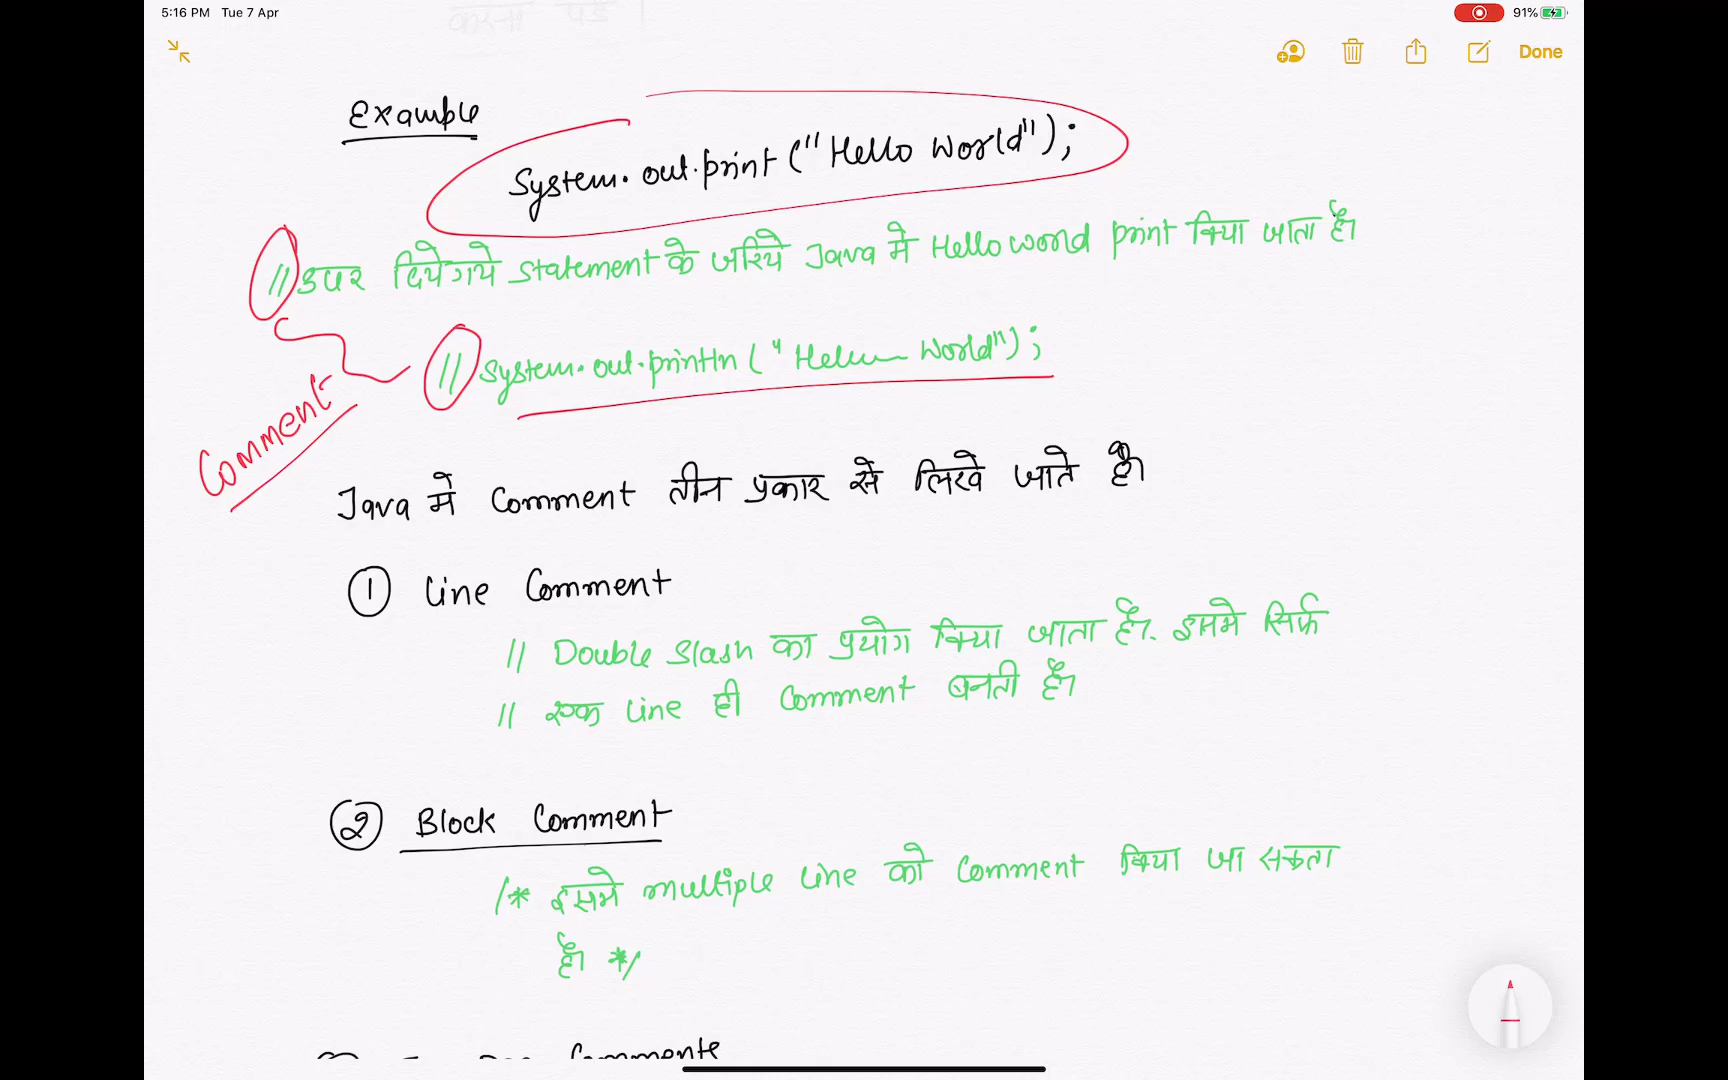 5:16 PM Tue 7 Apr
91%
Done
Example
System.out.print("Hello World");
// उपर दिये गये statement के जरिये Java मे Hello world print किया जाता है।
// System.out.println("Hello World");
Comment
Java मे Comment तीन प्रकार से लिखे जाते है।
① Line Comment
// Double Slash का प्रयोग किया जाता है. इसमे सिर्फ
// एक Line ही Comment बनती है।
② Block Comment
/* इसमे multiple line को Comment किया जा सकता
है। */
Comments